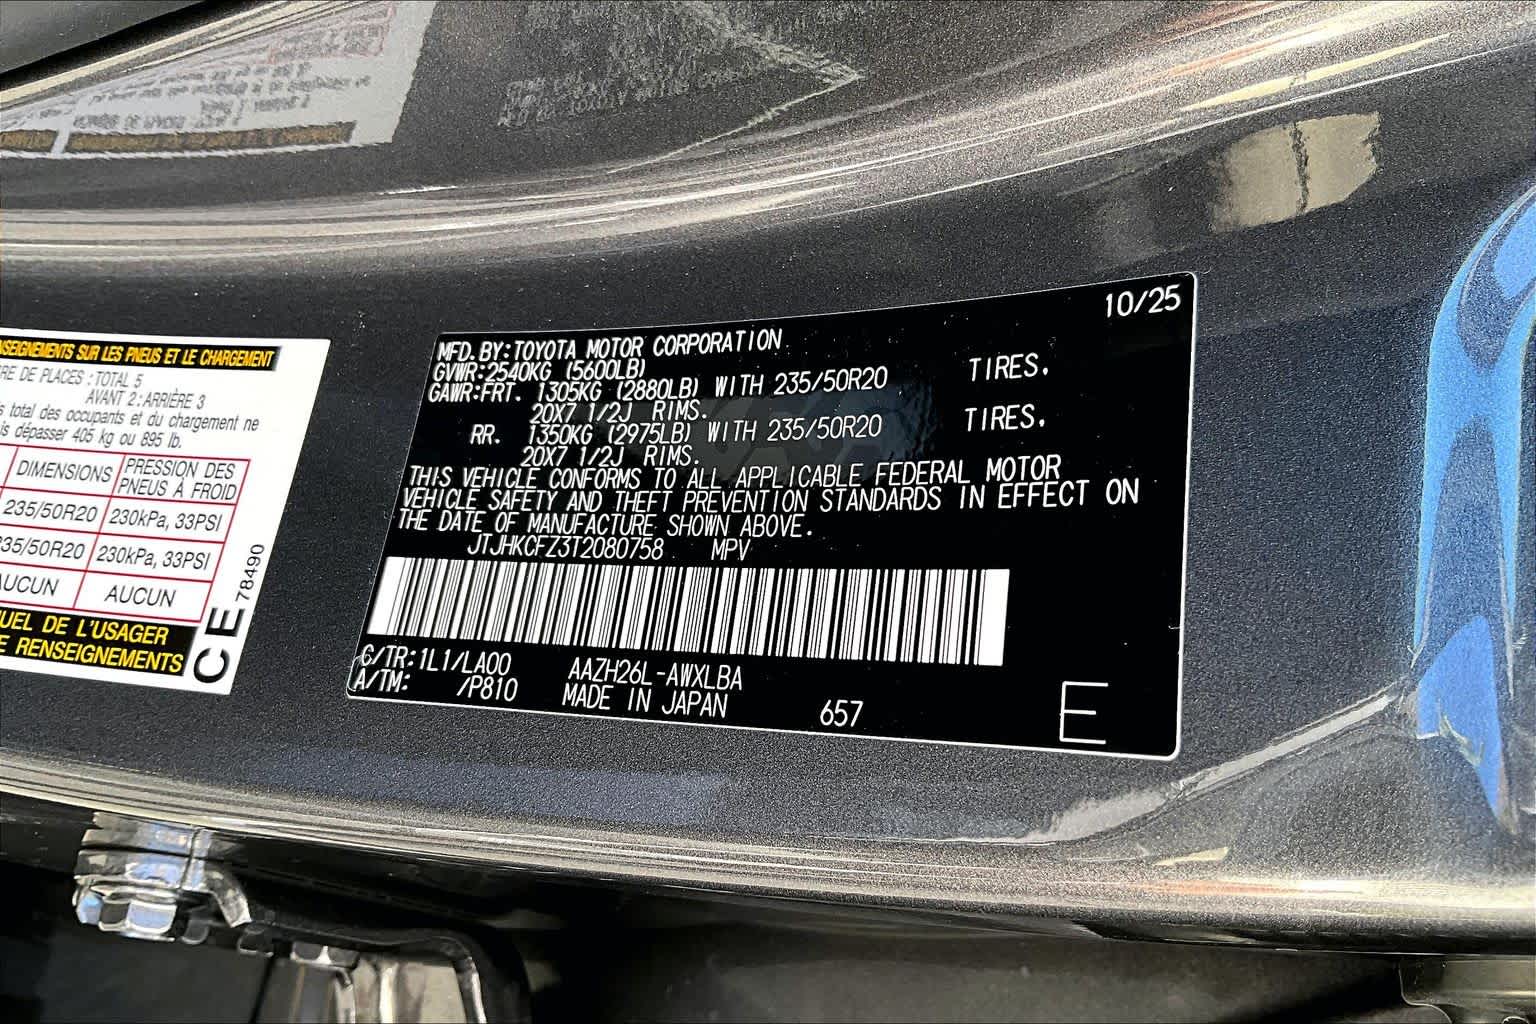 10/25
MFD. BY: TOYOTA MOTOR CORPORATION
GVWR: 2540KG (5600LB)
GAWR: FRT. 1305KG (2880LB) WITH 235/50R20 TIRES.
20X7 1/2J RIMS.
RR. 1350KG (2975LB) WITH 235/50R20 TIRES.
20X7 1/2J RIMS.
THIS VEHICLE CONFORMS TO ALL APPLICABLE FEDERAL MOTOR
VEHICLE SAFETY AND THEFT PREVENTION STANDARDS IN EFFECT ON
THE DATE OF MANUFACTURE SHOWN ABOVE.
JTJHKCFZ3T2080758 MPV
C/TR: 1L1/LA00 AAZH26L-AWXLBA
A/TM: /P810 MADE IN JAPAN 657
E
SUR LES PNEUS ET LE CHARGEMENT
DE PLACES : TOTAL 5
AVANT 2 : ARRIÈRE 3
total des occupants et du chargement ne
dépasser 405 kg ou 895 lb.
DIMENSIONS PRESSION DES
PNEUS À FROID
235/50R20 230kPa, 33PSI
35/50R20 230kPa, 33PSI
AUCUN AUCUN
DE L'USAGER
RENSEIGNEMENTS
CE 78490